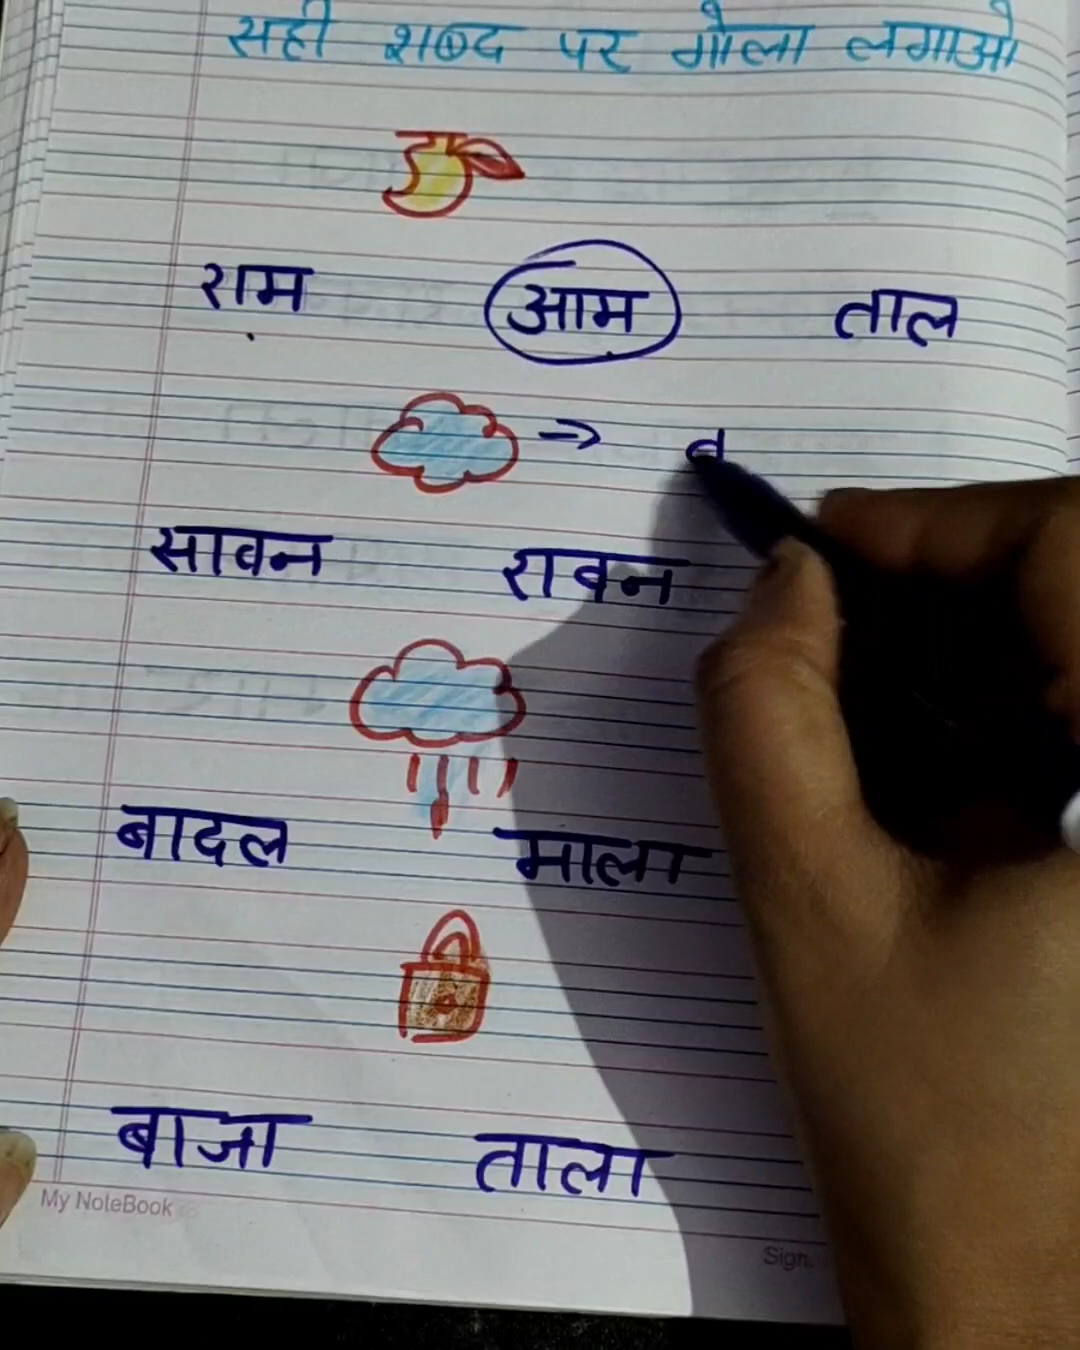 सही शब्द पर गोला लगाओ
राम आम ताल
⇒ ब
सावन रावन
बादल माला
बाजा ताला
My NoteBook
Sign.